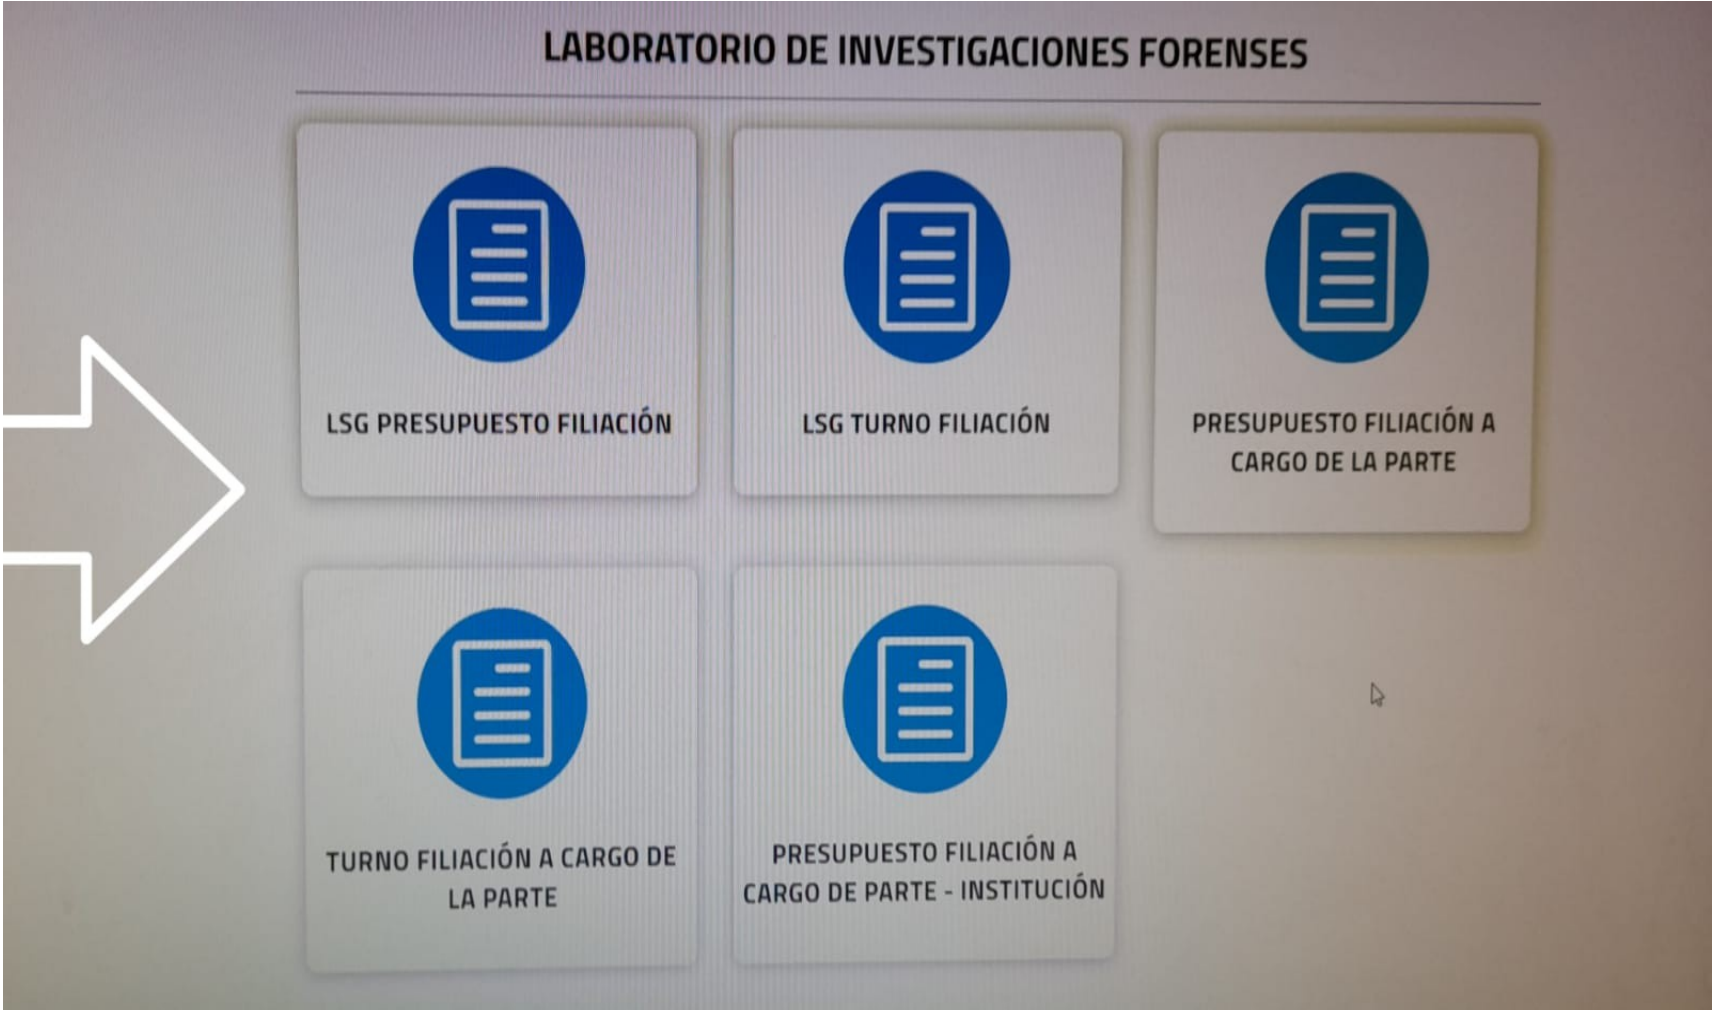 LABORATORIO DE INVESTIGACIONES FORENSES
LSG PRESUPUESTO FILIACIÓN
LSG TURNO FILIACIÓN
PRESUPUESTO FILIACIÓN A
CARGO DE LA PARTE
TURNO FILIACIÓN A CARGO DE
LA PARTE
PRESUPUESTO FILIACIÓN A
CARGO DE PARTE - INSTITUCIÓN